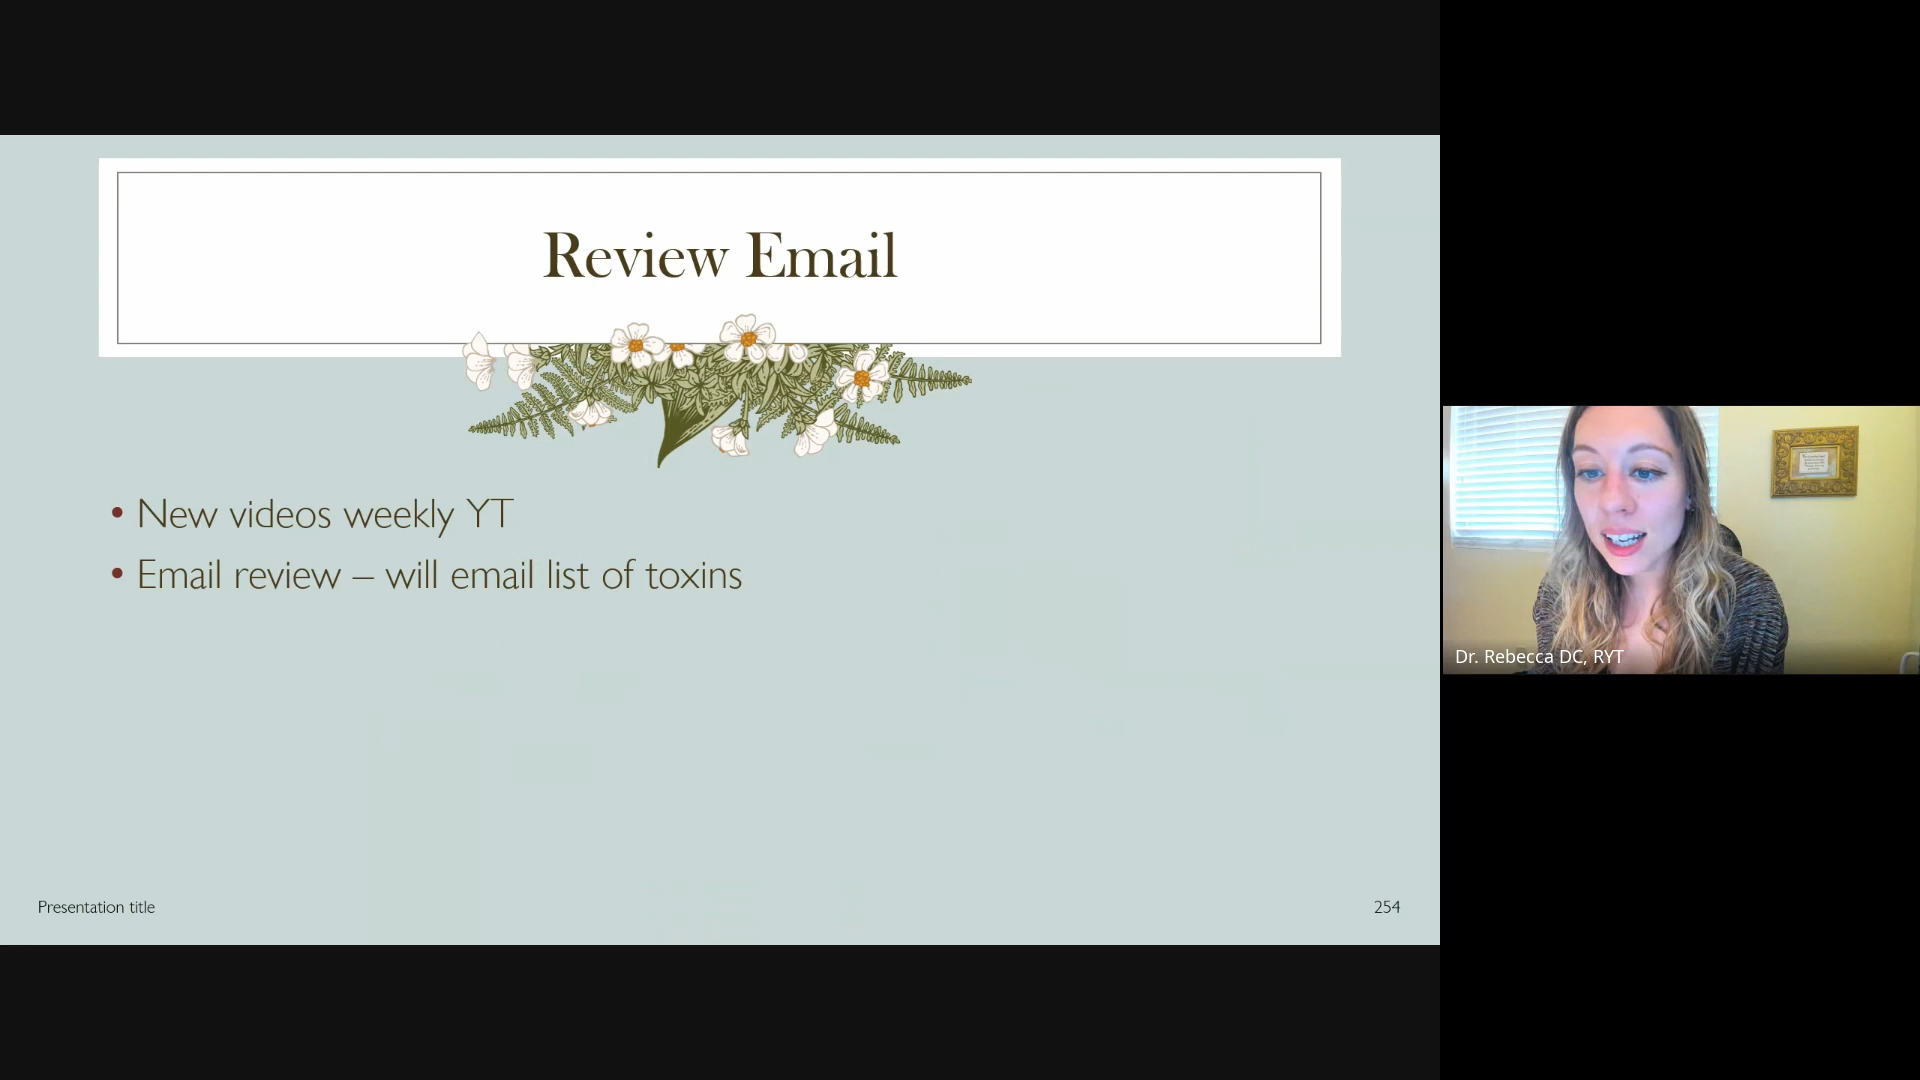 Review Email
• New videos weekly YT
• Email review – will email list of toxins
Presentation title
254
Dr. Rebecca DC, RYT